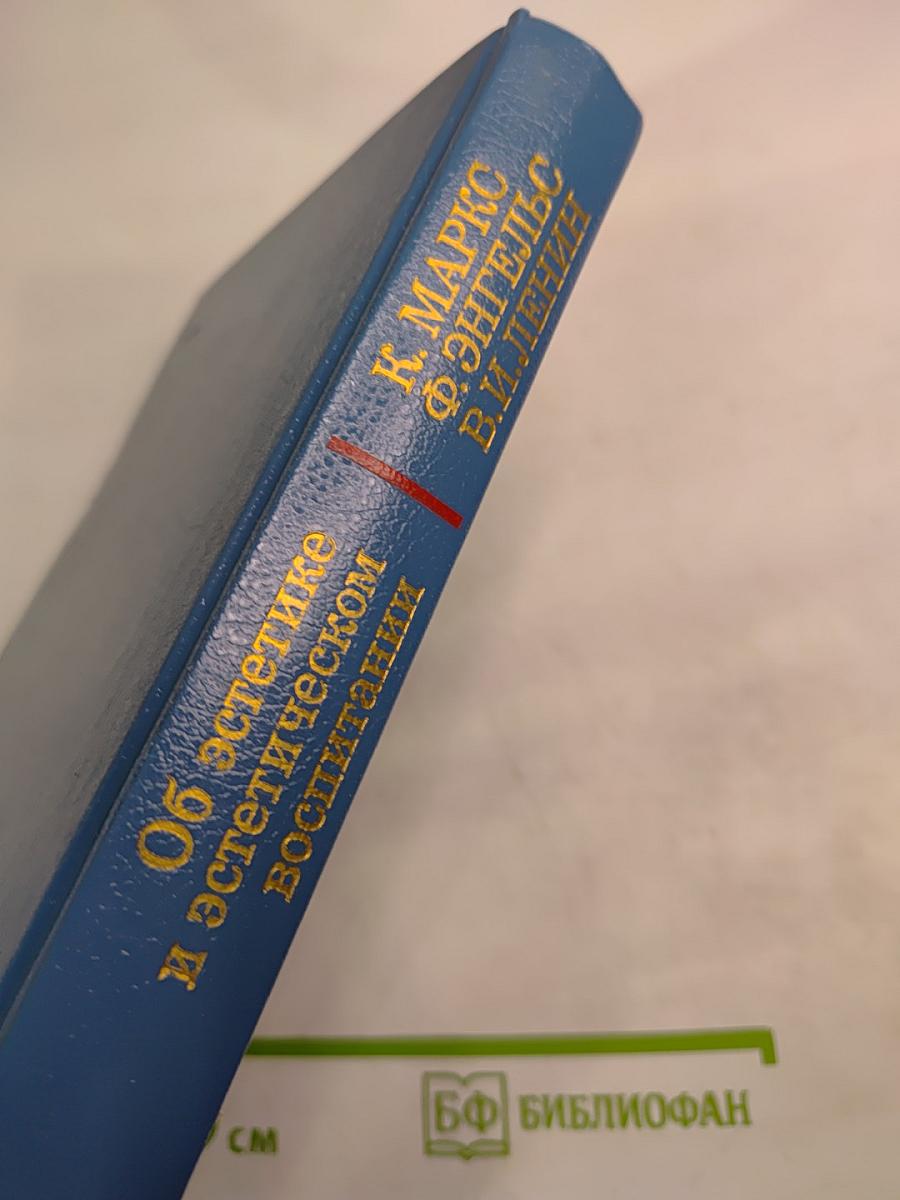 К. МАРКС
Ф. ЭНГЕЛЬС
В.И.ЛЕНИН
Об эстетике
и эстетическом
воспитании
см
БФ БИБЛИОФАН